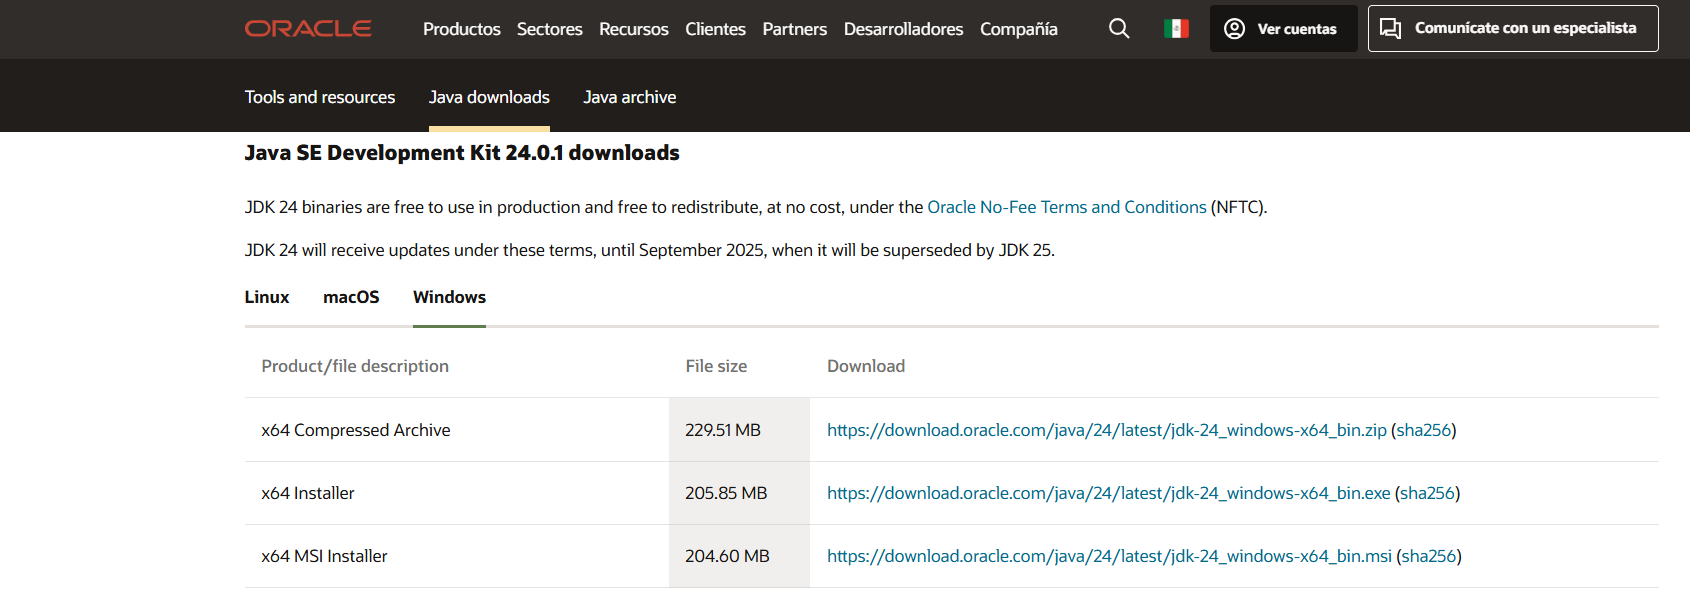 ORACLE Productos Sectores Recursos Clientes Partners Desarrolladores Compañía Ver cuentas Comunícate con un especialista
Tools and resources Java downloads Java archive
Java SE Development Kit 24.0.1 downloads
JDK 24 binaries are free to use in production and free to redistribute, at no cost, under the Oracle No-Fee Terms and Conditions (NFTC).
JDK 24 will receive updates under these terms, until September 2025, when it will be superseded by JDK 25.
Linux macOS Windows
Product/file description File size Download
x64 Compressed Archive 229.51 MB https://download.oracle.com/java/24/latest/jdk-24_windows-x64_bin.zip (sha256)
x64 Installer 205.85 MB https://download.oracle.com/java/24/latest/jdk-24_windows-x64_bin.exe (sha256)
x64 MSI Installer 204.60 MB https://download.oracle.com/java/24/latest/jdk-24_windows-x64_bin.msi (sha256)